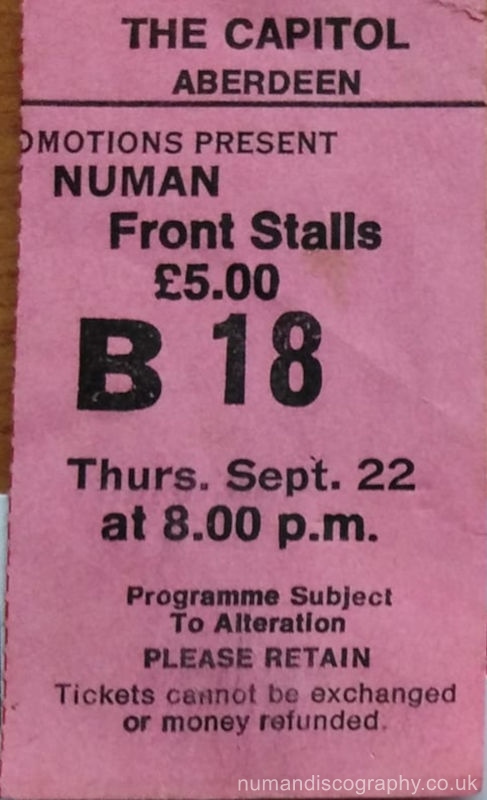 THE CAPITOL
ABERDEEN
OMOTIONS PRESENT
NUMAN
Front Stalls
£5.00
B 18
Thurs. Sept. 22
at 8.00 p.m.
Programme Subject
To Alteration
PLEASE RETAIN
Tickets cannot be exchanged
or money refunded.
numandiscography.co.uk